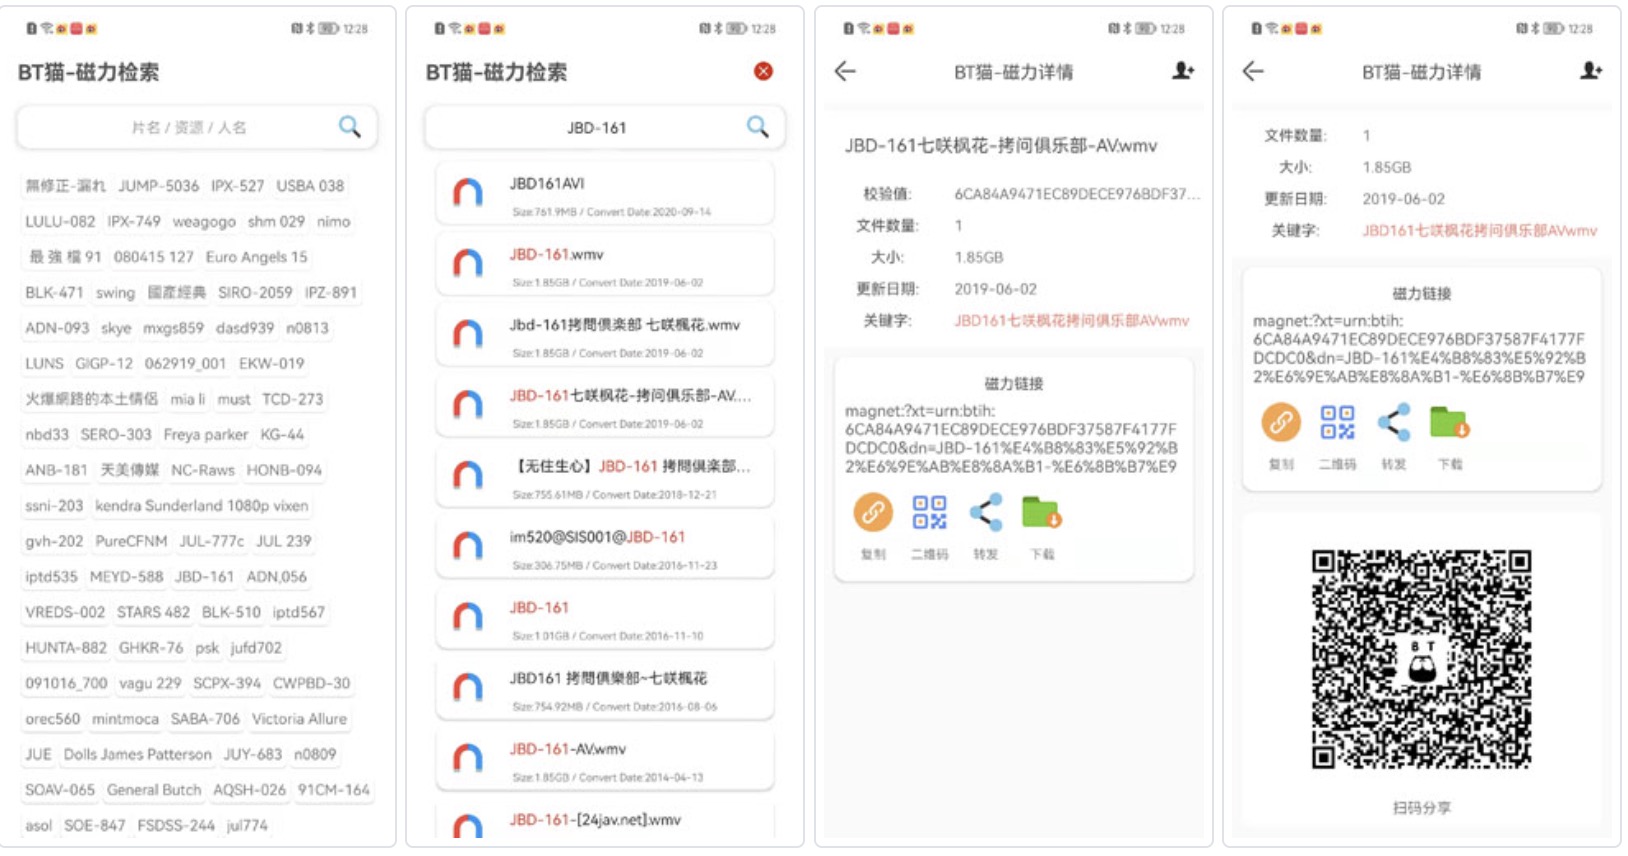 12:28
BT猫-磁力检索
片名 / 资源 / 人名
無修正-漏れ JUMP-5036 IPX-527 USBA 038
LULU-082 IPX-749 weagogo shm 029 nimo
最 強 檔 91 080415 127 Euro Angels 15
BLK-471 swing 國產經典 SIRO-2059 IPZ-891
ADN-093 skye mxgs859 dasd939 n0813
LUNS GIGP-12 062919_001 EKW-019
火爆網路的本土情侶 mia li must TCD-273
nbd33 SERO-303 Freya parker KG-44
ANB-181 天美傳媒 NC-Raws HONB-094
ssni-203 kendra Sunderland 1080p vixen
gvh-202 PureCFNM JUL-777c JUL 239
iptd535 MEYD-588 JBD-161 ADN,056
VREDS-002 STARS 482 BLK-510 iptd567
HUNTA-882 GHKR-76 psk jufd702
091016_700 vagu 229 SCPX-394 CWPBD-30
orec560 mintmoca SABA-706 Victoria Allure
JUE Dolls James Patterson JUY-683 n0809
SOAV-065 General Butch AQSH-026 91CM-164
asol SOE-847 FSDSS-244 jul774
12:28
BT猫-磁力检索
JBD-161
JBD161AVI
Size:761.9MB / Convert Date:2020-09-14
JBD-161.wmv
Size:1.85GB / Convert Date:2019-06-02
Jbd-161拷問倶楽部 七咲楓花.wmv
Size:1.85GB / Convert Date:2019-06-02
JBD-161七咲枫花-拷问俱乐部-AV....
Size:1.85GB / Convert Date:2019-06-02
【无住生心】JBD-161 拷問倶楽部...
Size:755.61MB / Convert Date:2018-12-21
im520@SIS001@JBD-161
Size:306.75MB / Convert Date:2016-11-23
JBD-161
Size:1.01GB / Convert Date:2016-11-10
JBD161 拷問俱樂部~七咲楓花
Size:754.92MB / Convert Date:2016-08-06
JBD-161-AV.wmv
Size:1.85GB / Convert Date:2014-04-13
JBD-161-[24jav.net].wmv
12:28
BT猫-磁力详情
JBD-161七咲枫花-拷问俱乐部-AV.wmv
校验值: 6CA84A9471EC89DECE976BDF37...
文件数量: 1
大小: 1.85GB
更新日期: 2019-06-02
关键字: JBD161七咲枫花拷问俱乐部AVwmv
磁力链接
magnet:?xt=urn:btih:
6CA84A9471EC89DECE976BDF37587F4177F
DCDC0&dn=JBD-161%E4%B8%83%E5%92%B
2%E6%9E%AB%E8%8A%B1-%E6%8B%B7%E9
复制 二维码 转发 下载
12:28
BT猫-磁力详情
文件数量: 1
大小: 1.85GB
更新日期: 2019-06-02
关键字: JBD161七咲枫花拷问俱乐部AVwmv
磁力链接
magnet:?xt=urn:btih:
6CA84A9471EC89DECE976BDF37587F4177F
DCDC0&dn=JBD-161%E4%B8%83%E5%92%B
2%E6%9E%AB%E8%8A%B1-%E6%8B%B7%E9
复制 二维码 转发 下载
B T
扫码分享